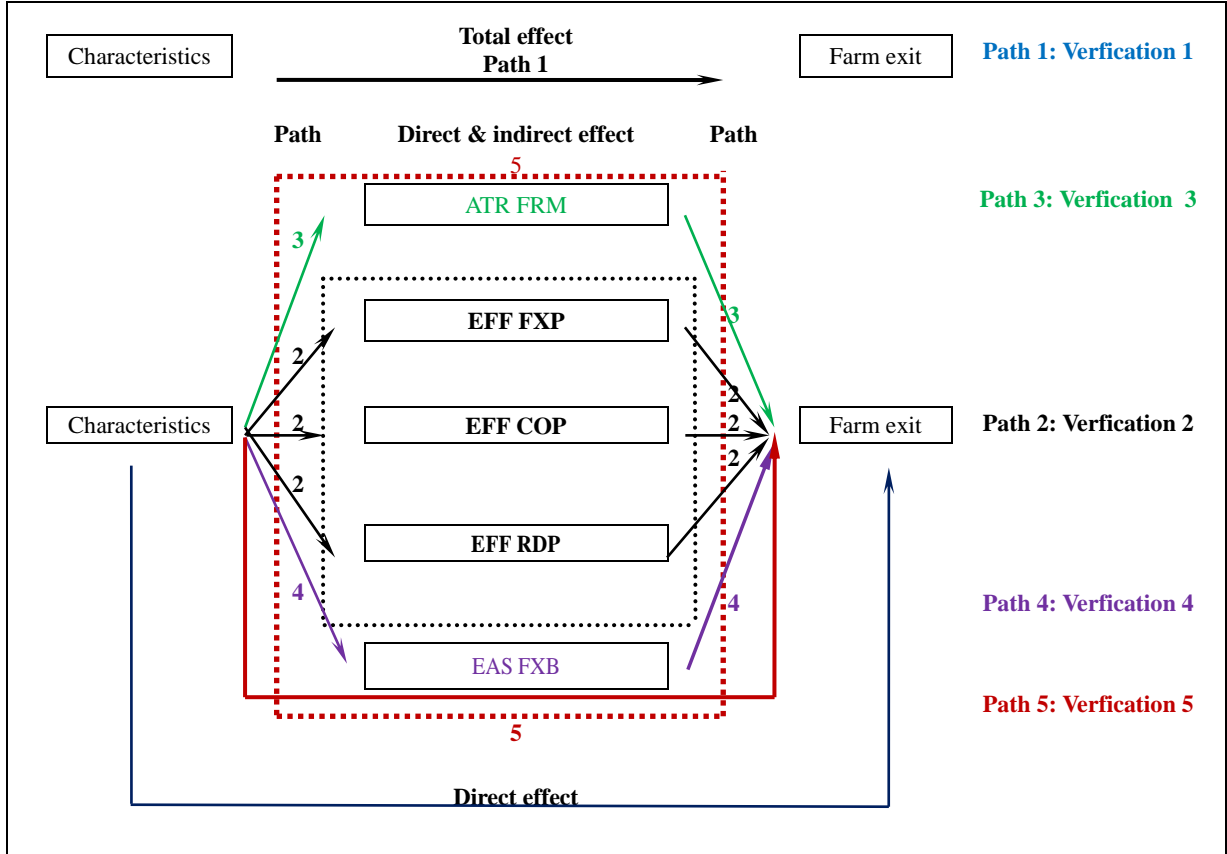 Total effect
Characteristics
Path 1
Farm exit
Path 1: Verfication 1
Path
Direct & indirect effect
Path
5
ATR FRM
Path 3: Verfication 3
3
EFF FXP
3
2
2
Characteristics
2
EFF COP
2
Farm exit
Path 2: Verfication 2
2
2
EFF RDP
4
4
Path 4: Verfication 4
EAS FXB
Path 5: Verfication 5
5
Direct effect